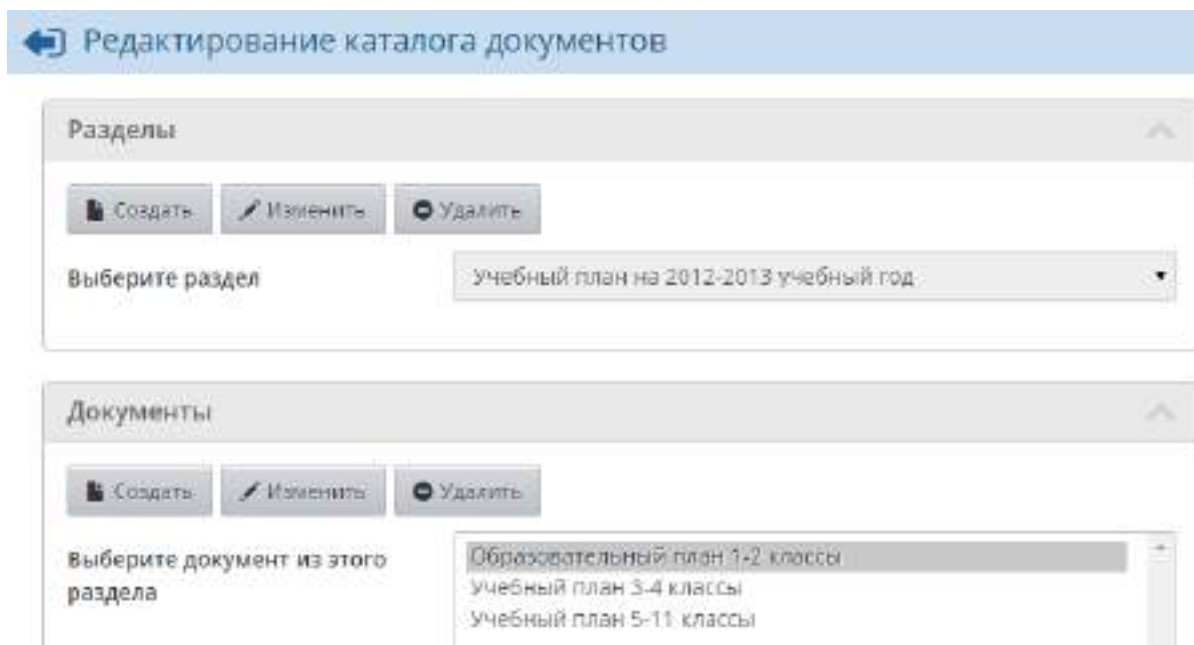 Редактирование каталога документов
Разделы
Создать Изменить Удалить
Выберите раздел Учебный план на 2012-2013 учебный год
Документы
Создать Изменить Удалить
Выберите документ из этого раздела
Образовательный план 1-2 классы
Учебный план 3-4 классы
Учебный план 5-11 классы